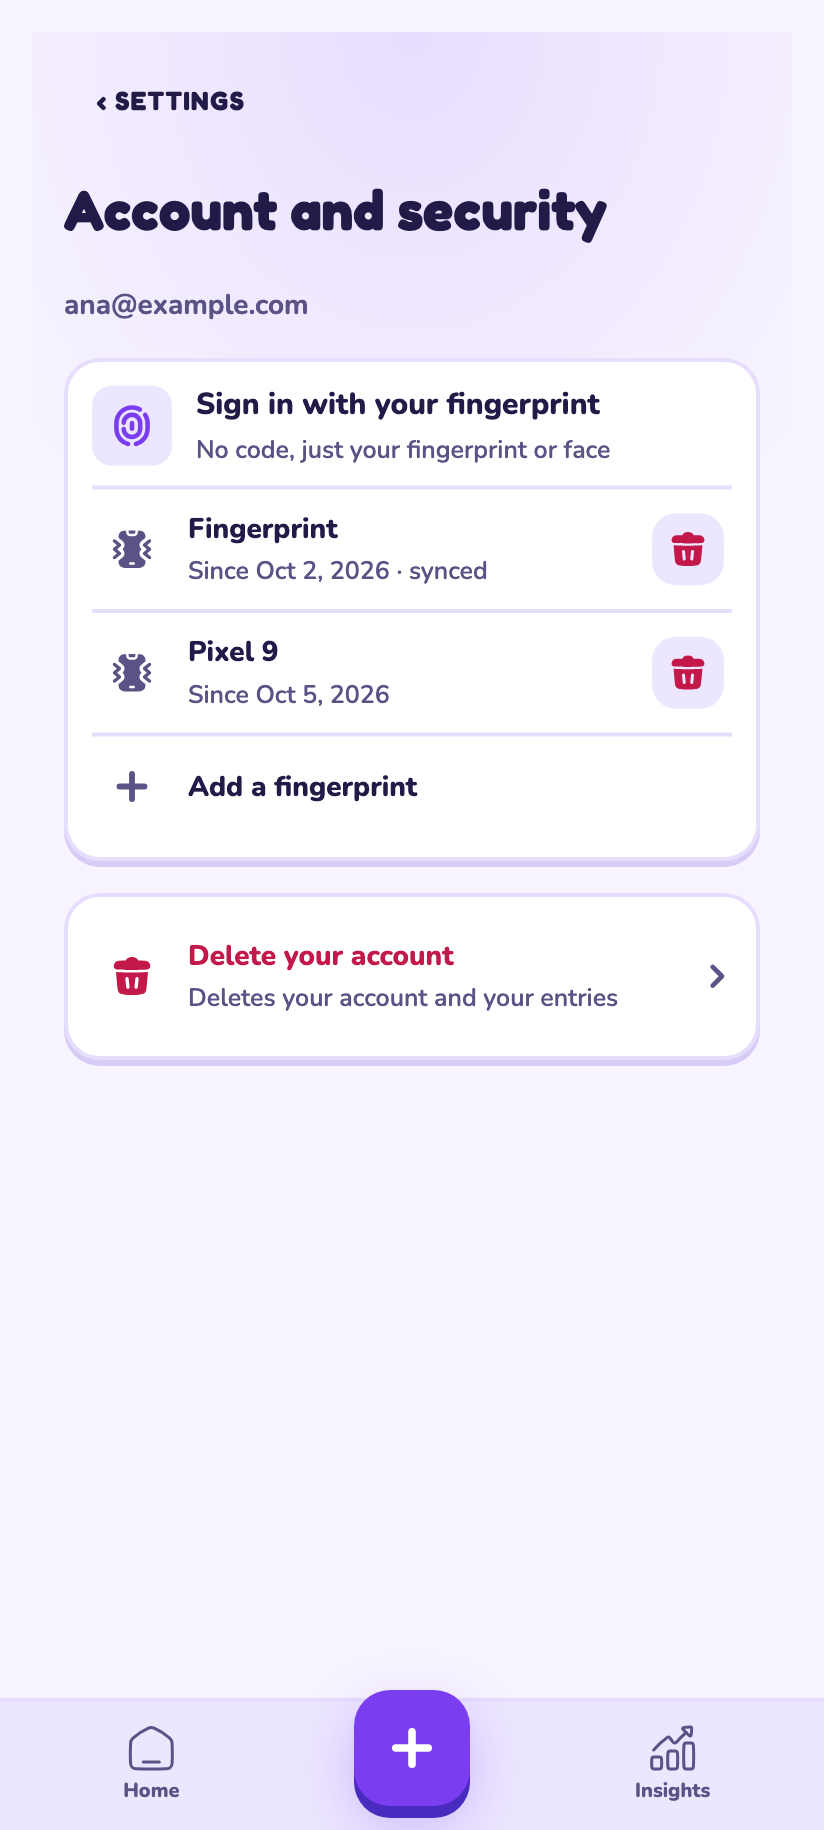 ‹ SETTINGS
Account and security
ana@example.com
Sign in with your fingerprint
No code, just your fingerprint or face
Fingerprint
Since Oct 2, 2026 · synced
Pixel 9
Since Oct 5, 2026
Add a fingerprint
Delete your account
Deletes your account and your entries
Home
Insights